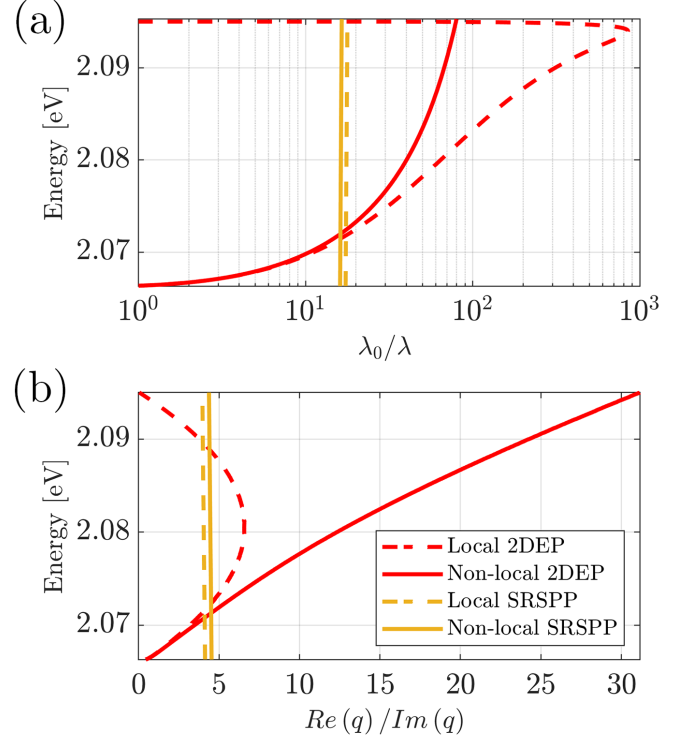 (a)
Energy [eV]
2.09
2.08
2.07
10^0
10^1
10^2
10^3
λ_0/λ
(b)
Energy [eV]
2.09
2.08
2.07
Local 2DEP
Non-local 2DEP
Local SRSPP
Non-local SRSPP
0
5
10
15
20
25
30
Re (q) /Im (q)